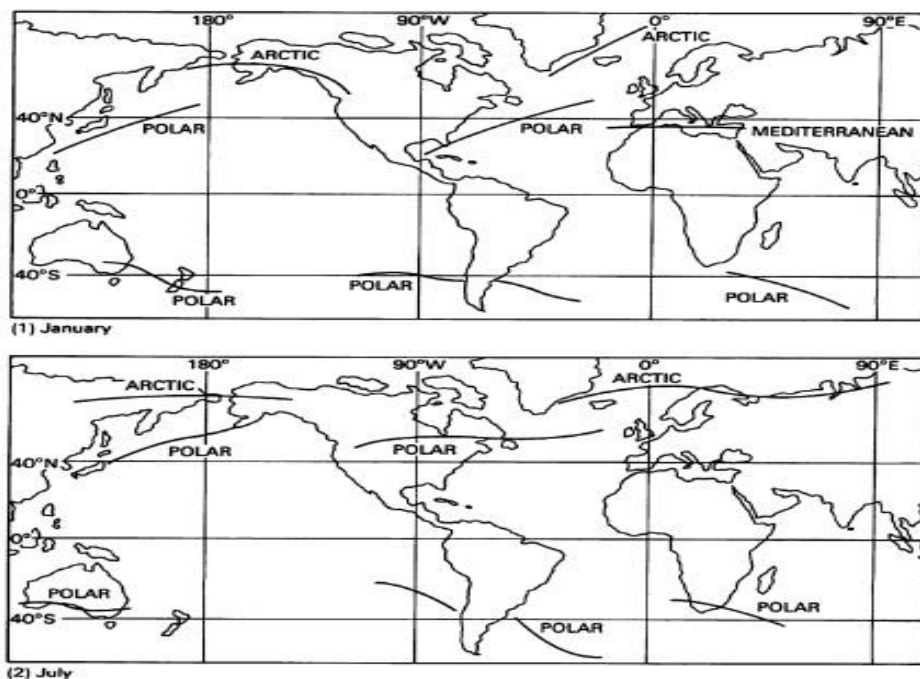 180° 90°W 0° 90°E
ARCTIC ARCTIC
40°N POLAR POLAR MEDITERRANEAN
0°
40°S POLAR POLAR POLAR
(1) January
180° 90°W 0° 90°E
ARCTIC ARCTIC
POLAR POLAR
40°N
0°
POLAR POLAR
40°S POLAR
(2) July